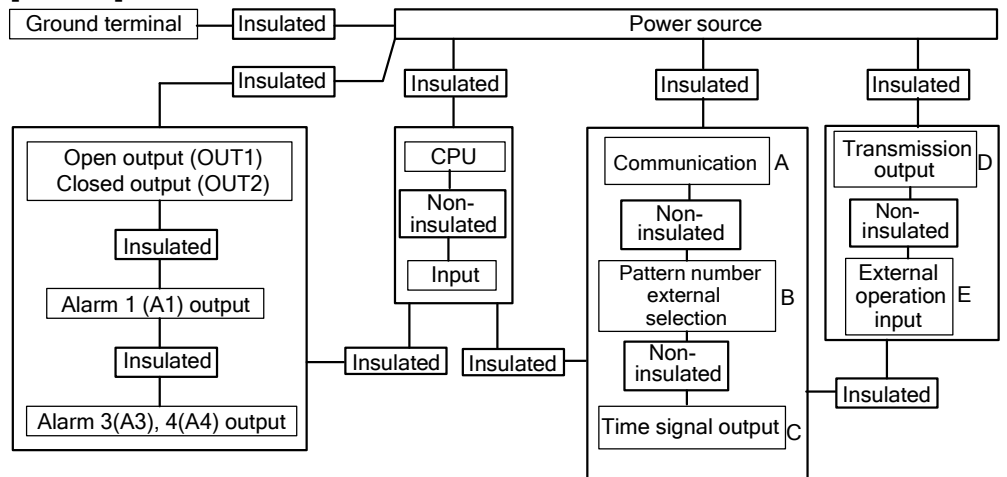 Ground terminal
Insulated
Power source
Insulated
Insulated
Insulated
Insulated
Open output (OUT1)
Closed output (OUT2)
Insulated
Alarm 1 (A1) output
Insulated
Alarm 3(A3), 4(A4) output
Insulated
CPU
Non-
insulated
Input
Insulated
Communication
A
Non-
insulated
Pattern number
external
selection
B
Non-
insulated
Time signal output
C
Transmission
output
D
Non-
insulated
External
operation
input
E
Insulated